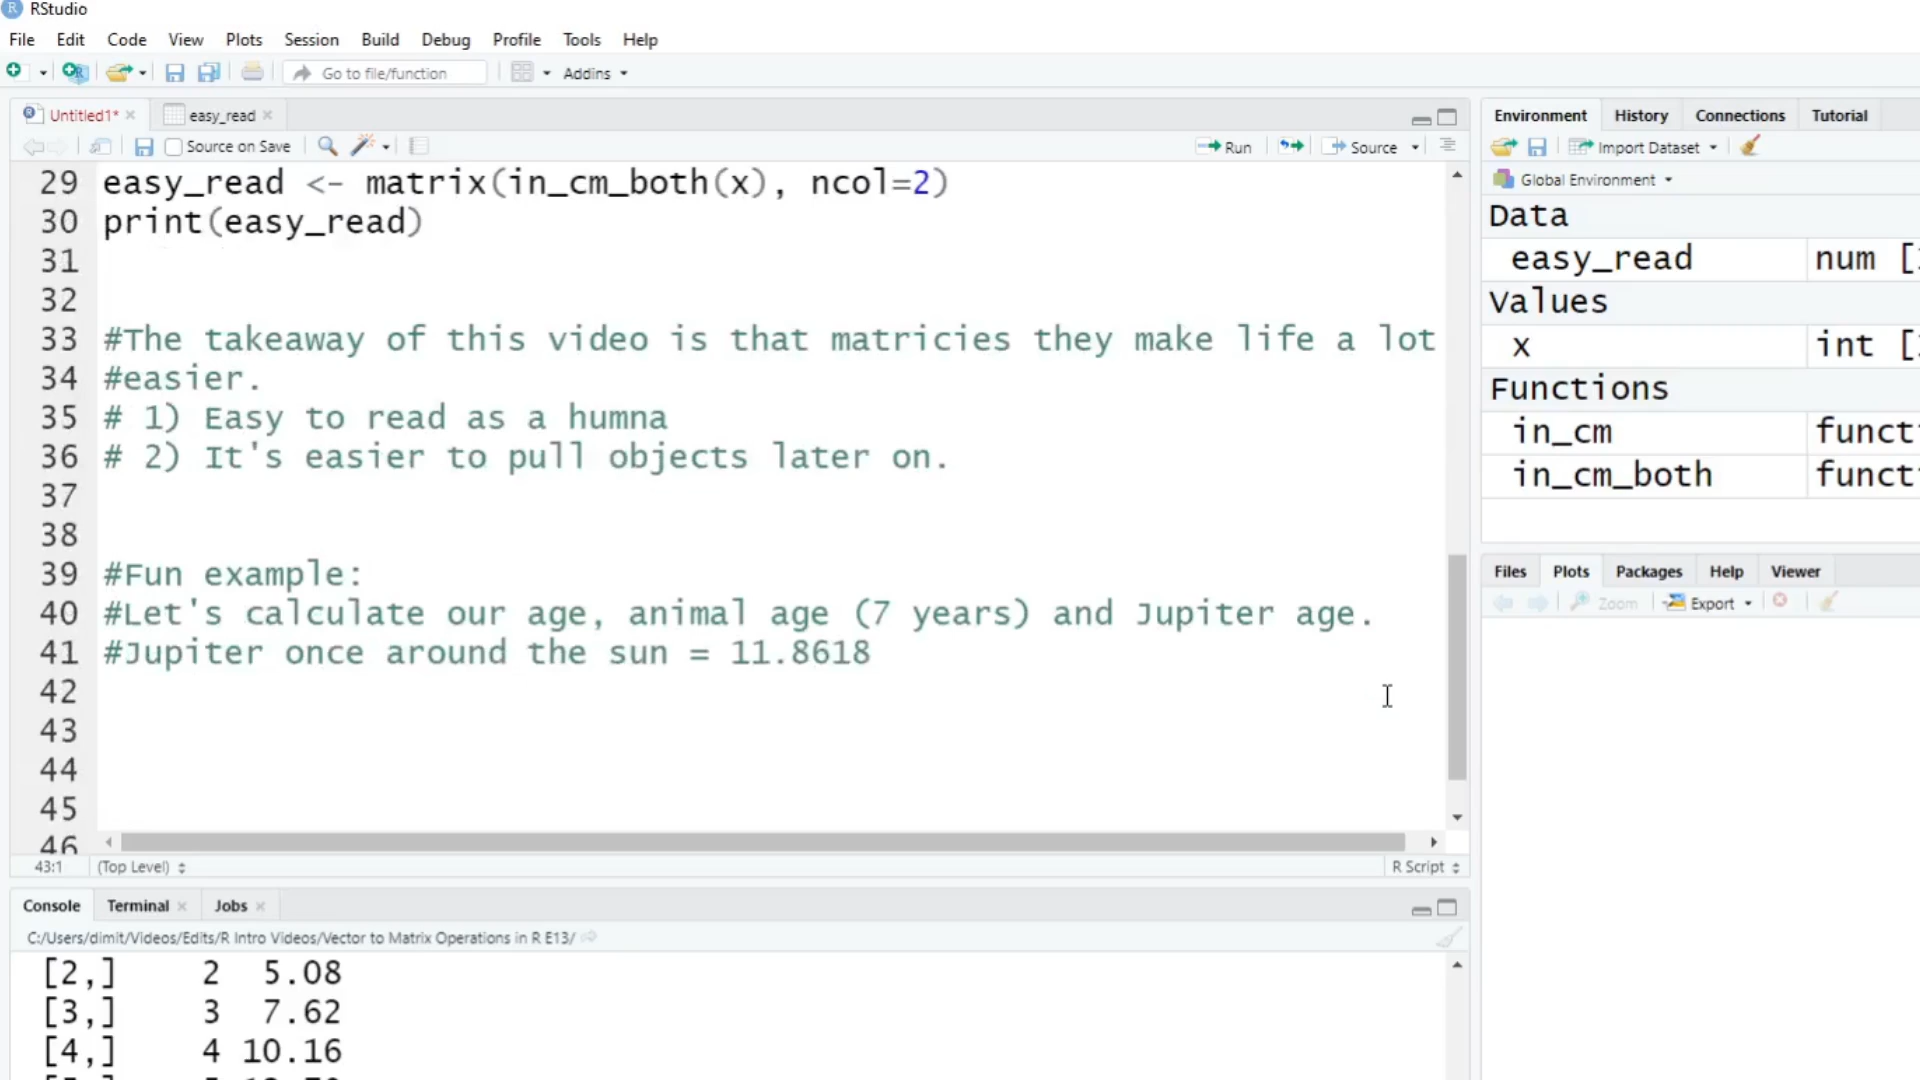 RStudio
File Edit Code View Plots Session Build Debug Profile Tools Help
Go to file/function Addins
Untitled1* easy_read
Source on Save Run Source
29 easy_read <- matrix(in_cm_both(x), ncol=2)
30 print(easy_read)
31
32
33 #The takeaway of this video is that matricies they make life a lot
34 #easier.
35 # 1) Easy to read as a humna
36 # 2) It's easier to pull objects later on.
37
38
39 #Fun example:
40 #Let's calculate our age, animal age (7 years) and Jupiter age.
41 #Jupiter once around the sun = 11.8618
42
43
44
45
46
43:1 (Top Level) R Script
Console Terminal Jobs
C:/Users/dimit/Videos/Edits/R Intro Videos/Vector to Matrix Operations in R E13/
[2,] 2 5.08
[3,] 3 7.62
[4,] 4 10.16
Environment History Connections Tutorial
Import Dataset
Global Environment
Data
easy_read num [
Values
x int [
Functions
in_cm funct
in_cm_both funct
Files Plots Packages Help Viewer
Zoom Export